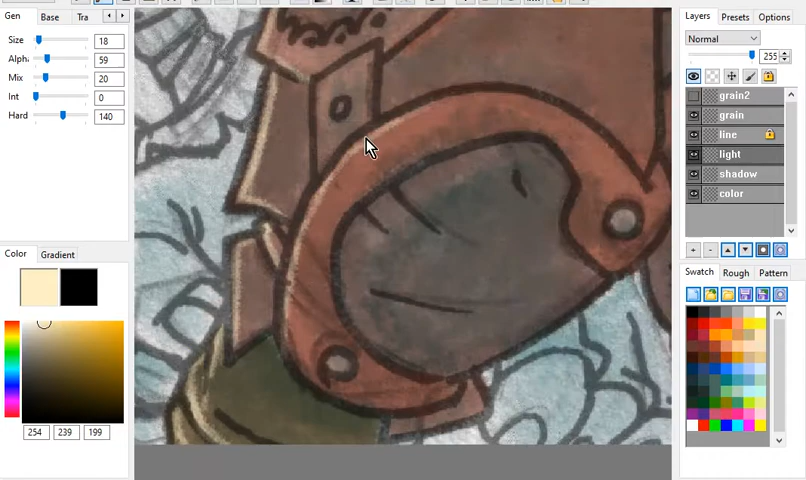 Gen Base Tra
Size 18
Alph 59
Mix 20
Int 0
Hard 140
Color Gradient
254 239 199
Layers Presets Options
Normal 255
grain2
grain
line
light
shadow
color
+ -
Swatch Rough Pattern